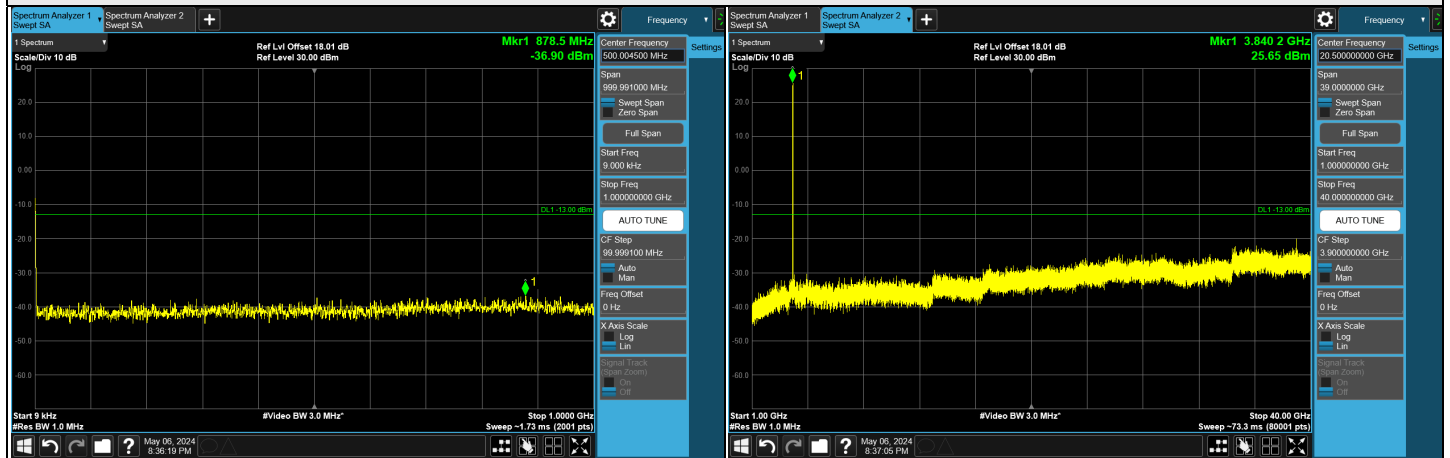 Spectrum Analyzer 1
Swept SA
Spectrum Analyzer 2
Swept SA
Frequency
1 Spectrum
Scale/Div 10 dB
Log
Ref Lvl Offset 18.01 dB
Ref Level 30.00 dBm
Mkr1 878.5 MHz
-36.90 dBm
20.0
10.0
0.00
-10.0
-20.0
-30.0
-40.0
-50.0
-60.0
DL1 -13.00 dBm
1
Start 9 kHz
#Res BW 1.0 MHz
#Video BW 3.0 MHz*
Stop 1.0000 GHz
Sweep ~1.73 ms (2001 pts)
Center Frequency
500.004500 MHz
Settings
Span
999.991000 MHz
Swept Span
Zero Span
Full Span
Start Freq
9.000 kHz
Stop Freq
1.000000000 GHz
AUTO TUNE
CF Step
99.999100 MHz
Auto
Man
Freq Offset
0 Hz
X Axis Scale
Log
Lin
Signal Track
(Span Zoom)
On
Off
?
May 06, 2024
8:36:19 PM
Spectrum Analyzer 1
Swept SA
Spectrum Analyzer 2
Swept SA
Frequency
1 Spectrum
Scale/Div 10 dB
Log
Ref Lvl Offset 18.01 dB
Ref Level 30.00 dBm
Mkr1 3.840 2 GHz
25.65 dBm
20.0
10.0
0.00
-10.0
-20.0
-30.0
-40.0
-50.0
-60.0
DL1 -13.00 dBm
1
Start 1.00 GHz
#Res BW 1.0 MHz
#Video BW 3.0 MHz*
Stop 40.00 GHz
Sweep ~73.3 ms (80001 pts)
Center Frequency
20.500000000 GHz
Settings
Span
39.0000000 GHz
Swept Span
Zero Span
Full Span
Start Freq
1.000000000 GHz
Stop Freq
40.000000000 GHz
AUTO TUNE
CF Step
3.900000000 GHz
Auto
Man
Freq Offset
0 Hz
X Axis Scale
Log
Lin
Signal Track
(Span Zoom)
On
Off
?
May 06, 2024
8:37:05 PM